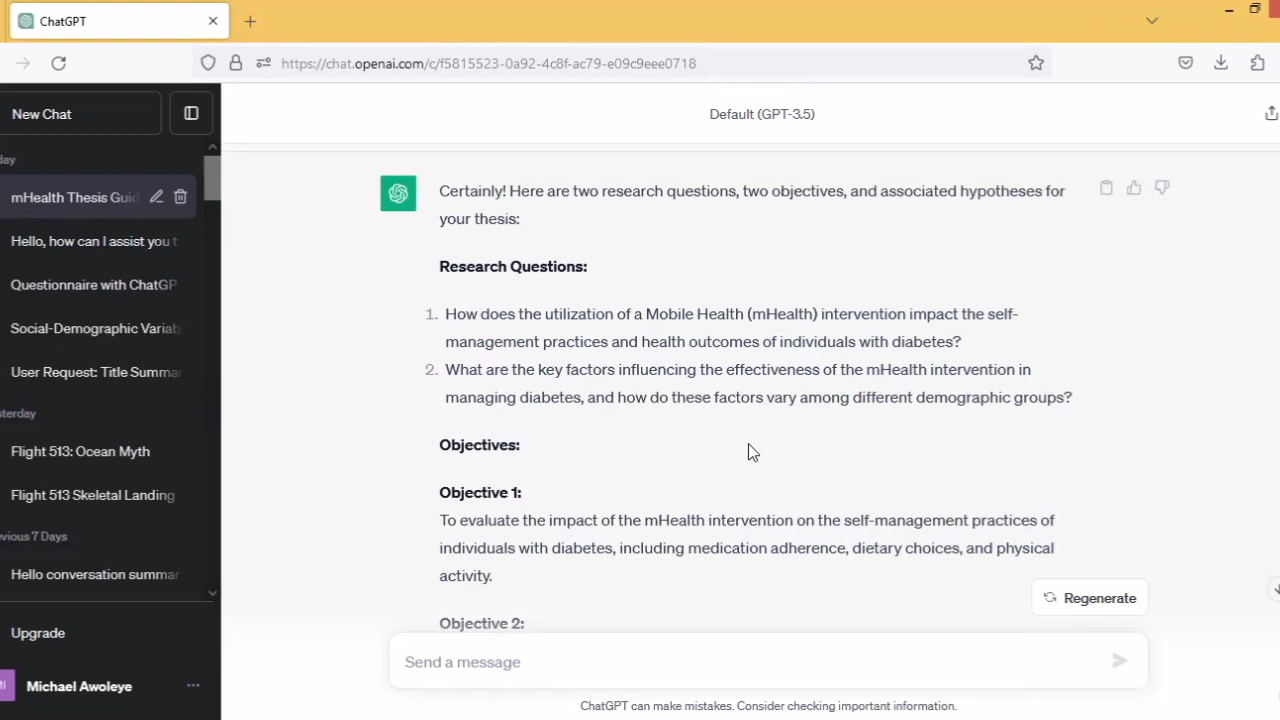 ChatGPT
https://chat.openai.com/c/f5815523-0a92-4c8f-ac79-e09c9eee0718
New Chat
Default (GPT-3.5)
day
mHealth Thesis Guid
Hello, how can I assist you t
Questionnaire with ChatGP
Social-Demographic Variab
User Request: Title Summa
sterday
Flight 513: Ocean Myth
Flight 513 Skeletal Landing
vious 7 Days
Hello conversation summar
Upgrade
MI
Michael Awoleye
Certainly! Here are two research questions, two objectives, and associated hypotheses for
your thesis:
Research Questions:
1. How does the utilization of a Mobile Health (mHealth) intervention impact the self-
management practices and health outcomes of individuals with diabetes?
2. What are the key factors influencing the effectiveness of the mHealth intervention in
managing diabetes, and how do these factors vary among different demographic groups?
Objectives:
Objective 1:
To evaluate the impact of the mHealth intervention on the self-management practices of
individuals with diabetes, including medication adherence, dietary choices, and physical
activity.
Regenerate
Objective 2:
Send a message
ChatGPT can make mistakes. Consider checking important information.